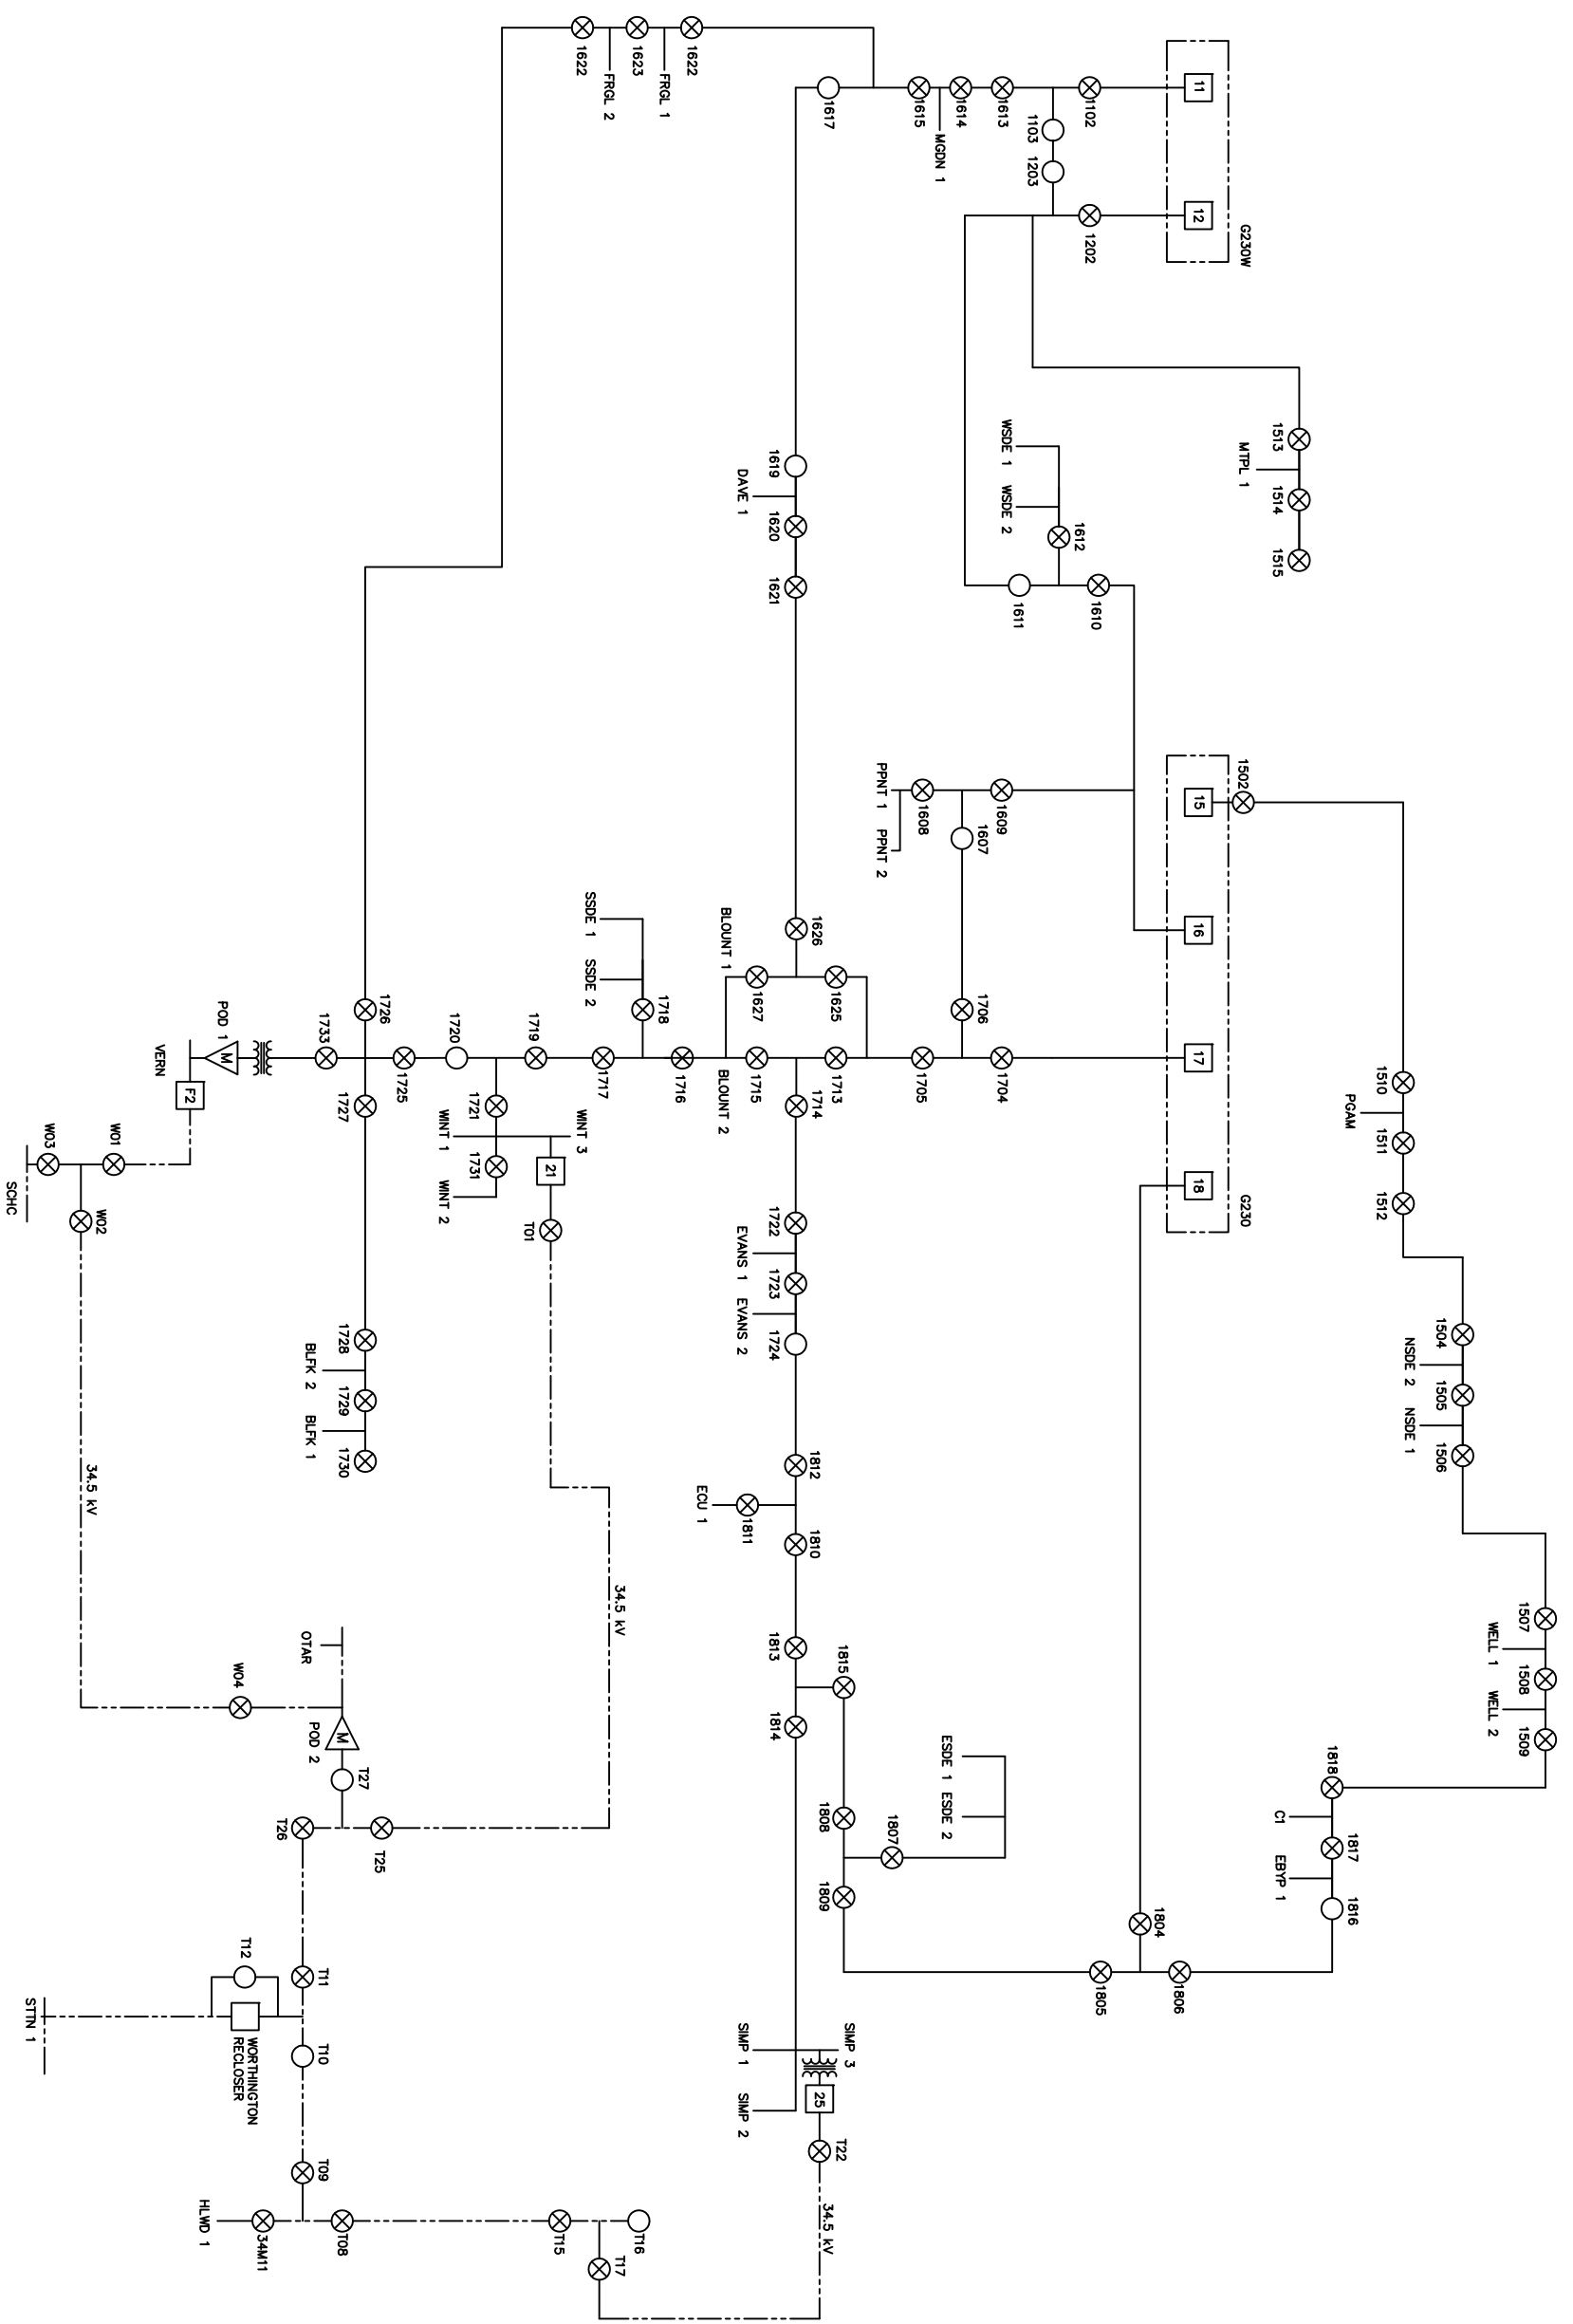 G230W
11
12
1102
1103
1203
1202
1613
1614
MGDN 1
1615
1617
1622
FRGL 1
1623
FRGL 2
1622
1513
MTPL 1
1514
1515
WSDE 1
WSDE 2
1612
1610
1611
1619
DAVE 1
1620
1621
G230
15
16
17
18
1502
1510
PGAM
1511
1512
1504
NSDE 2
1505
NSDE 1
1506
1507
WELL 1
1508
WELL 2
1509
1818
C1
1817
EBYP 1
1816
1806
1804
1805
PPNT 1
PPNT 2
1608
1609
1607
1706
1704
1705
1626
1625
1627
BLOUNT 1
BLOUNT 2
1713
1714
1715
1716
SSDE 1
SSDE 2
1718
1717
1719
1720
1721
WINT 1
WINT 3
1731
WINT 2
21
T01
1725
1726
1727
1733
POD 1
M
VERN
F2
W01
W03
W02
SCHC
1728
BLFK 2
1729
BLFK 1
1730
1722
EVANS 1
1723
EVANS 2
1724
1812
ECU 1
1811
1810
1813
1815
1814
ESDE 1
ESDE 2
1808
1807
1809
34.5 kV
34.5 kV
OTAR
W04
M
POD 2
T27
T26
T25
T12
T11
WORTHINGTON
RECLOSER
STTN 1
T10
T09
HLWD 1
34M11
T08
T15
T16
T17
SIMP 1
SIMP 3
SIMP 2
25
T22
34.5 kV